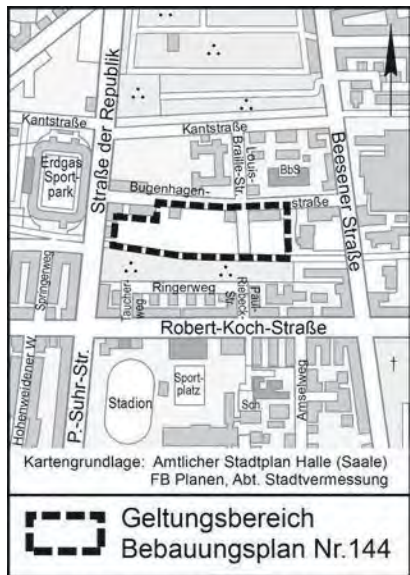 Kantstraße
Kantstraße
Straße der Republik
Erdgas
Sport-
park
Louis-
Braille-Str.
BbS
Beesener Straße
Bugenhagen-
straße
Springerweg
Ringerweg
Taucher-
weg
Paul-
Riebeck-
Str.
Robert-Koch-Straße
Hohenweidener W.
P.-Suhr-Str.
Stadion
Sport-
platz
Sch
Amselweg
Kartengrundlage: Amtlicher Stadtplan Halle (Saale)
FB Planen, Abt. Stadtvermessung
Geltungsbereich
Bebauungsplan Nr.144